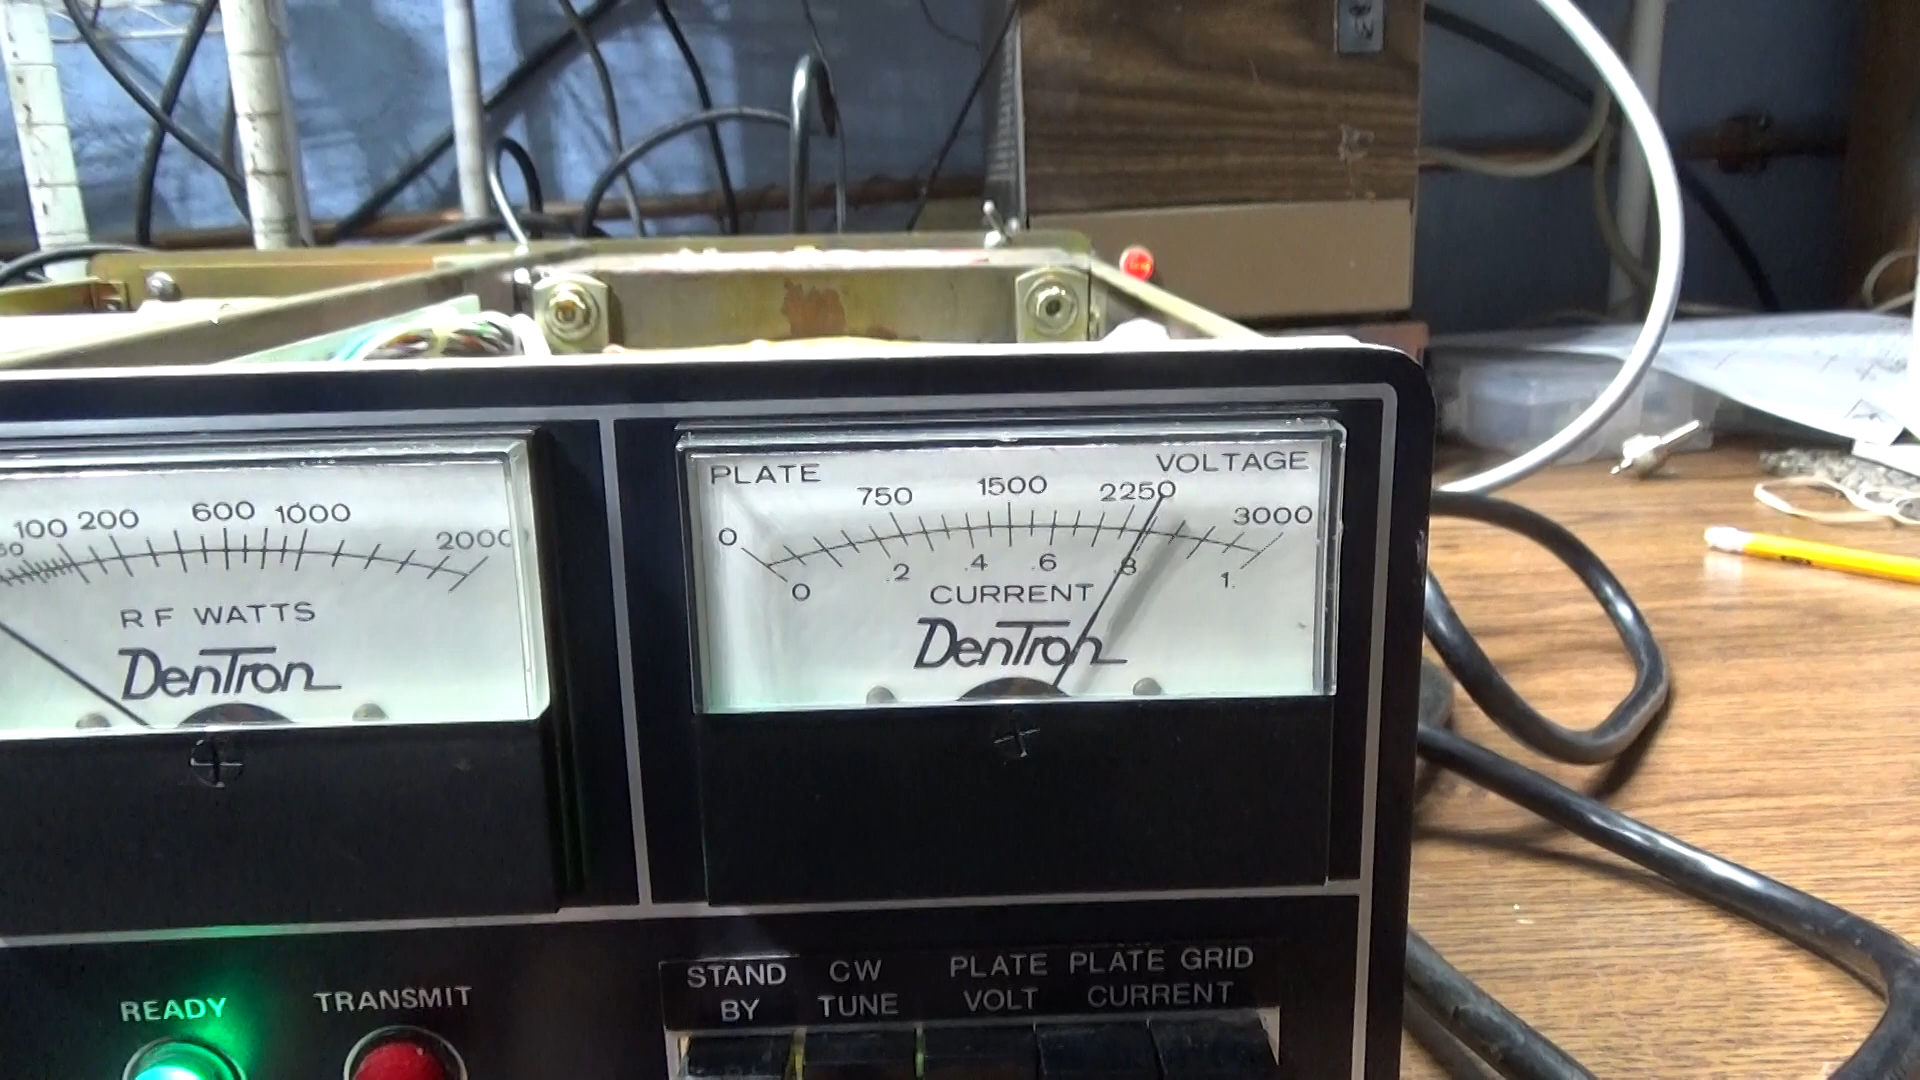 PLATE VOLTAGE
0 750 1500 2250 3000
0 .2 .4 .6 .8 1.
CURRENT
DenTron
100 200 600 1000 2000
RF WATTS
DenTron
READY TRANSMIT
STAND BY
CW TUNE
PLATE VOLT
PLATE GRID
CURRENT